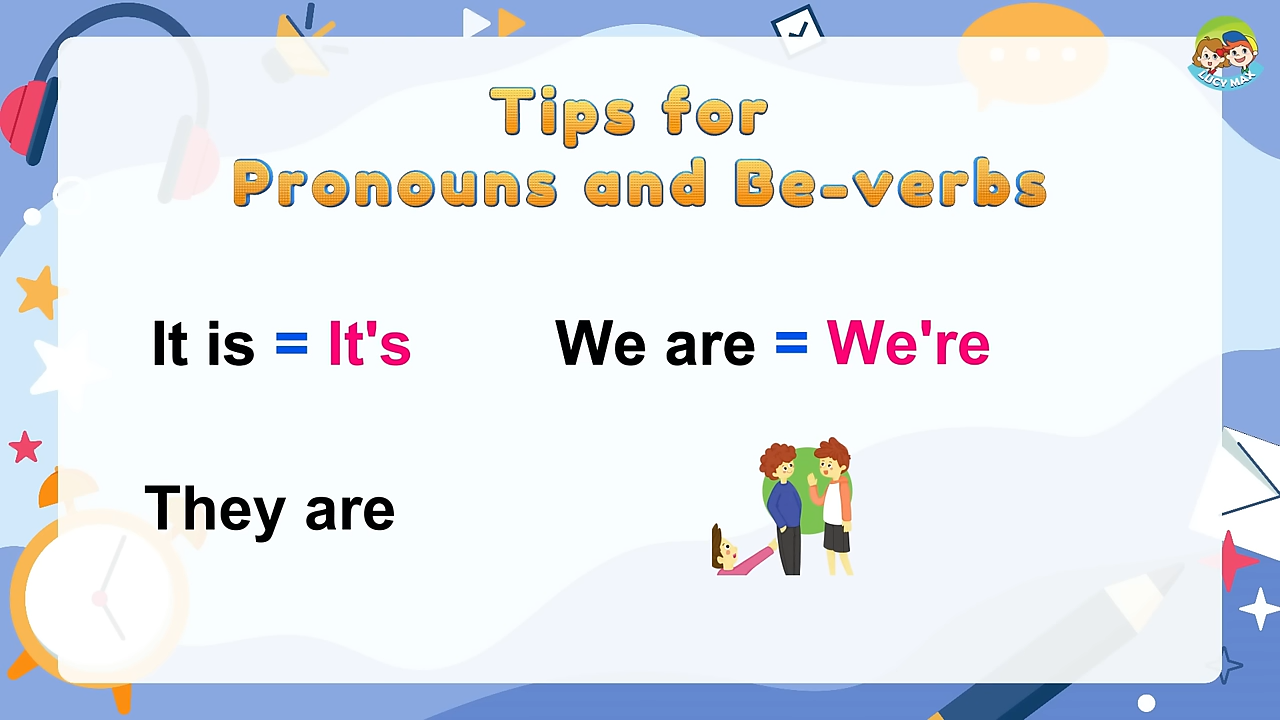 Tips for
Pronouns and Be-verbs
It is = It's
We are = We're
They are
LUCY MAX